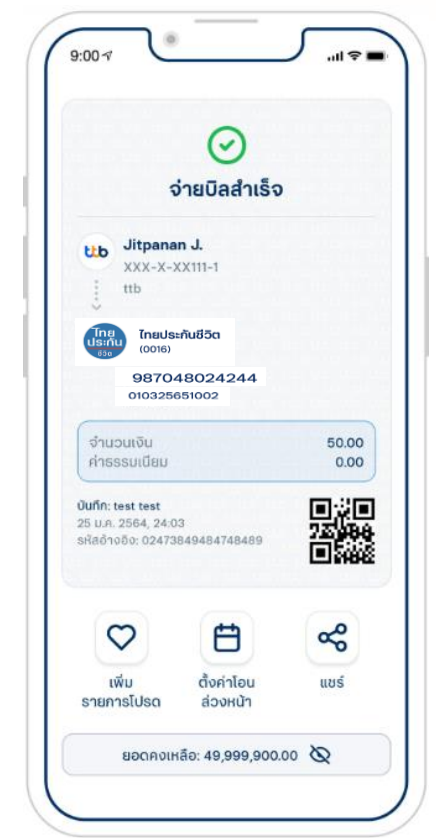 9:00
จ่ายบิลสำเร็จ
ttb
Jitpanan J.
XXX-X-XX111-1
ttb
ไทย
ประกัน
ชีวิต
ไทยประกันชีวิต
(0016)
987048024244
010325651002
จำนวนเงิน 50.00
ค่าธรรมเนียม 0.00
บันทึก: test test
25 ม.ค. 2564, 24:03
รหัสอ้างอิง: 02473849484748489
เพิ่ม
รายการโปรด
ตั้งค่าโอน
ล่วงหน้า
แชร์
ยอดคงเหลือ: 49,999,900.00